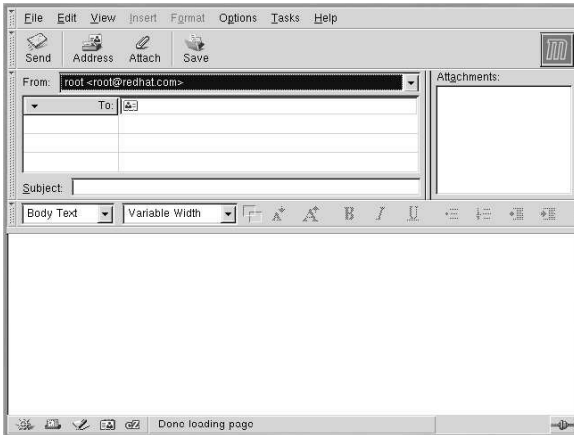 File Edit View Insert Format Options Tasks Help
Send Address Attach Save
From: root <root@redhat.com> Attachments:
To:
Subject:
Body Text Variable Width B I U
Done loading page